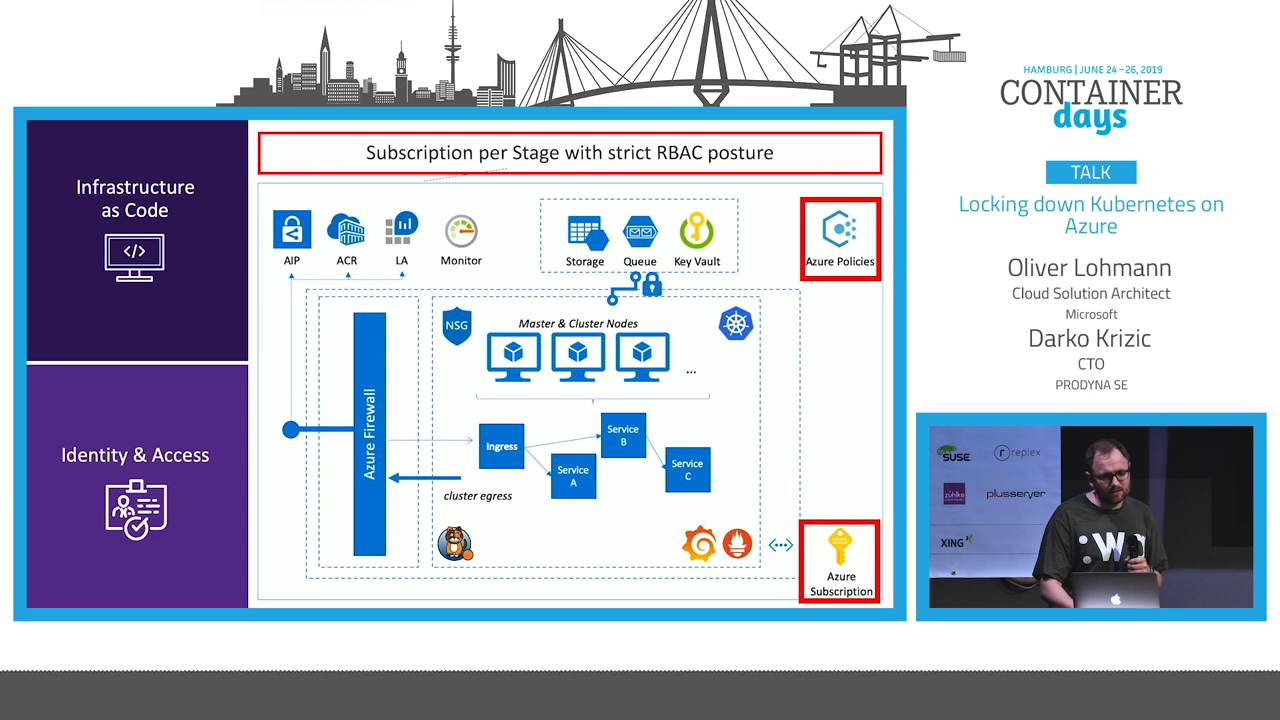 HAMBURG | JUNE 24 – 26, 2019
CONTAINER
days
TALK
Locking down Kubernetes on
Azure
Oliver Lohmann
Cloud Solution Architect
Microsoft
Darko Krizic
CTO
PRODYNA SE
Infrastructure
as Code
</>
Identity & Access
Subscription per Stage with strict RBAC posture
AIP
ACR
LA
Monitor
Storage
Queue
Key Vault
Azure Policies
NSG
Master & Cluster Nodes
...
Azure Firewall
Ingress
Service
A
Service
B
Service
C
cluster egress
Azure
Subscription
SUSE
replex
zühlke
plusserver
XING
W